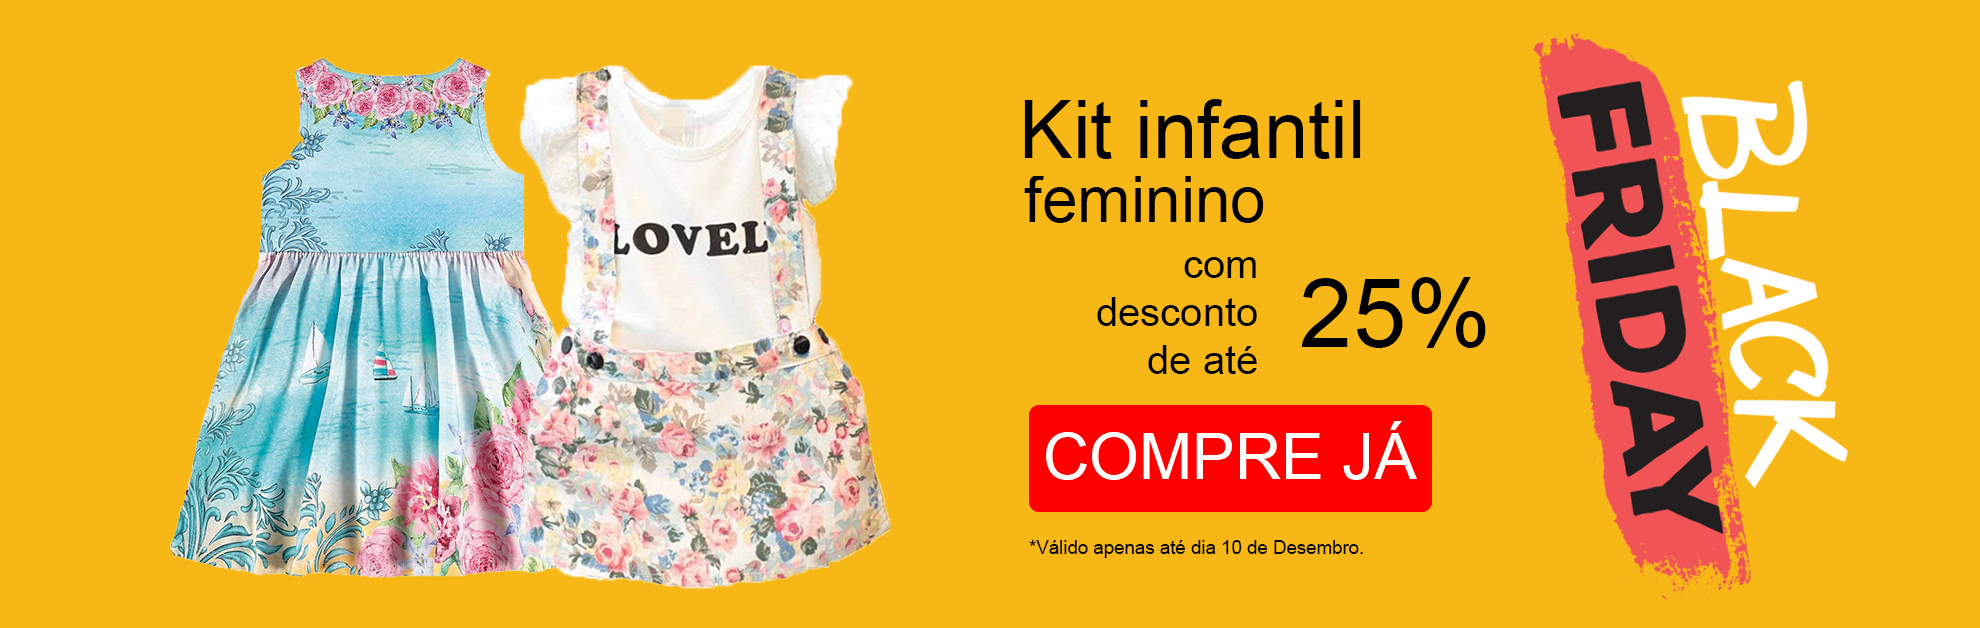 LOVEL
Kit infantil
feminino
com
desconto
de até
25%
COMPRE JÁ
*Válido apenas até dia 10 de Desembro.
BLACK
FRIDAY